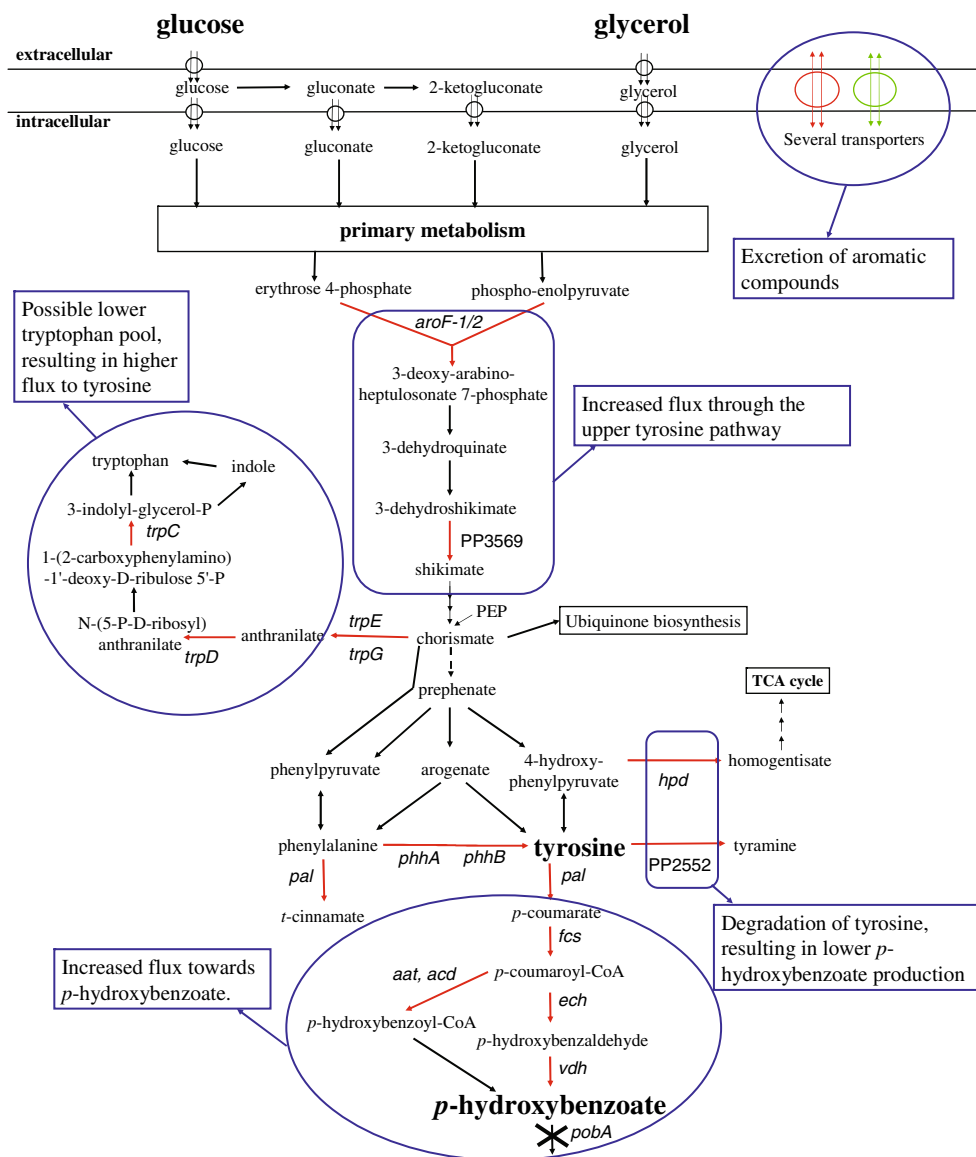 glucose
glycerol
extracellular
glucose
gluconate
2-ketogluconate
glycerol
intracellular
glucose
gluconate
2-ketogluconate
glycerol
Several transporters
primary metabolism
Excretion of aromatic
compounds
erythrose 4-phosphate
phospho-enolpyruvate
Possible lower
tryptophan pool,
resulting in higher
flux to tyrosine
aroF-1/2
3-deoxy-arabino-
heptulosonate 7-phosphate
Increased flux through the
upper tyrosine pathway
3-dehydroquinate
tryptophan
indole
3-indolyl-glycerol-P
3-dehydroshikimate
trpC
PP3569
1-(2-carboxyphenylamino)
-1'-deoxy-D-ribulose 5'-P
shikimate
PEP
N-(5-P-D-ribosyl)
anthranilate
trpD
anthranilate
trpE
trpG
chorismate
Ubiquinone biosynthesis
prephenate
TCA cycle
phenylpyruvate
arogenate
4-hydroxy-
phenylpyruvate
hpd
homogentisate
phenylalanine
phhA
phhB
tyrosine
PP2552
tyramine
pal
pal
t-cinnamate
p-coumarate
Degradation of tyrosine,
resulting in lower p-
hydroxybenzoate production
fcs
Increased flux towards
p-hydroxybenzoate.
aat, acd
p-coumaroyl-CoA
ech
p-hydroxybenzoyl-CoA
p-hydroxybenzaldehyde
vdh
p-hydroxybenzoate
pobA